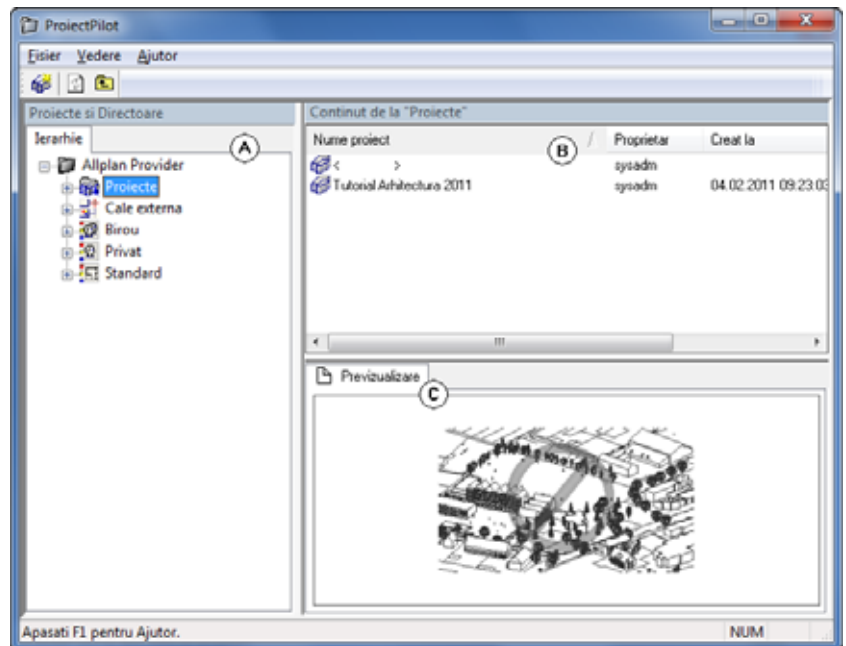 ProiectPilot
Fisier Vedere Ajutor
Proiecte si Directoare
Ierarhie
A
Allplan Provider
Proiecte
Cale externa
Birou
Privat
Standard
Continut de la "Proiecte"
Nume proiect / B Proprietar Creat la
< > sysadm
Tutorial Arhitectura 2011 sysadm 04.02.2011 09:23:03
Previzualizare
C
Apasati F1 pentru Ajutor.
NUM